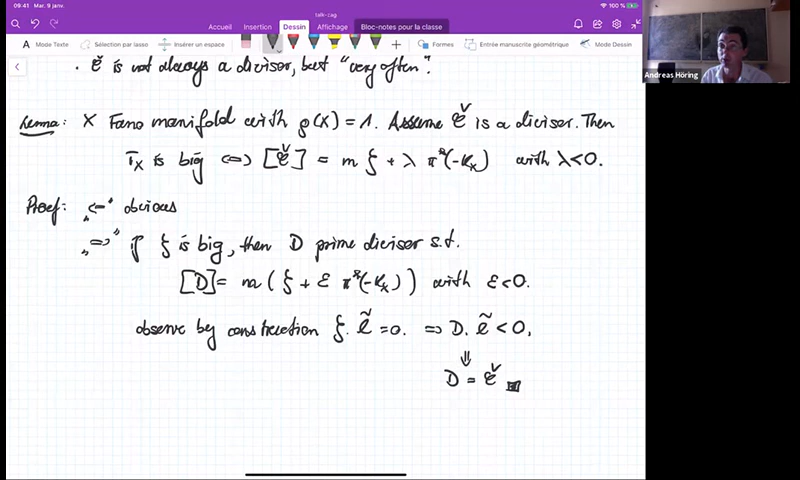 09:41 Mar. 9 janv.
talk-zag
100 %
Accueil Insertion Dessin Affichage Bloc-notes pour la classe
Mode Texte Sélection par lasso Insérer un espace Formes Entrée manuscrite géométrique Mode Dessin
Andreas Höring
• Č is not always a divisor, but "very often".
Lemma: X Fano manifold with ρ(X) = 1. Assume Č is a divisor. Then
T_X is big ⇔ [Č] = m ξ + λ π*(-K_X) with λ<0.
Proof: "⇐" obvious
"⇒" if ξ is big, then D prime divisor s.t.
[D] = m (ξ + ε π*(-K_X)) with ε<0.
observe by construction ξ. l̃ = 0. ⇒ D. l̃ < 0.
⇓
D = Č